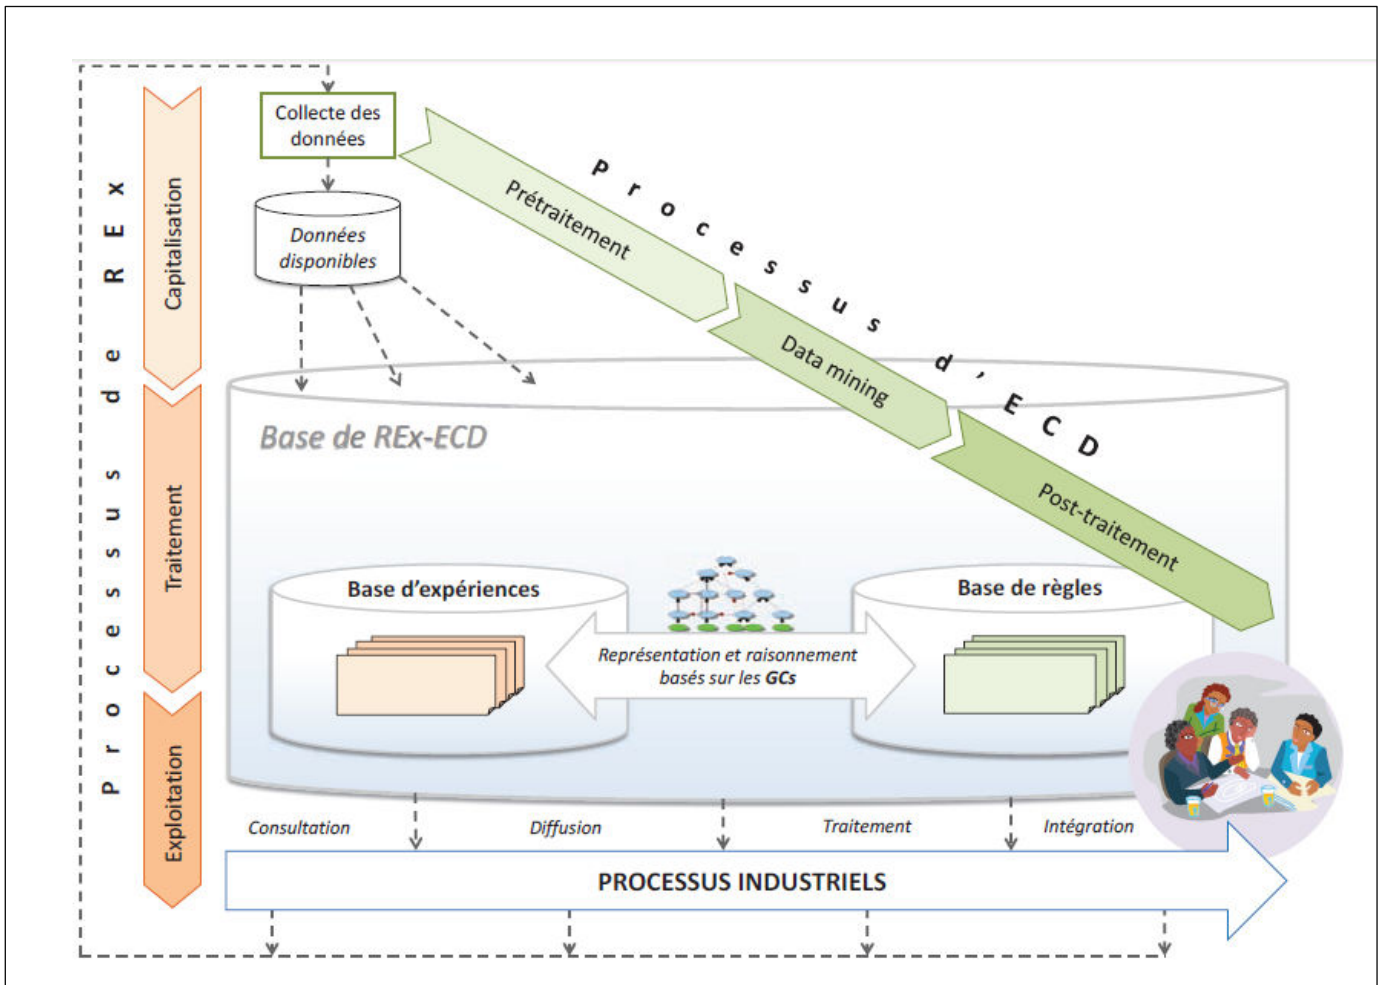 Collecte des
données
Données
disponibles
Processus de REx
Capitalisation
Traitement
Exploitation
Processus d'ECD
Prétraitement
Data mining
Post-traitement
Base de REx-ECD
Base d'expériences
Base de règles
Représentation et raisonnement
basés sur les GCs
Consultation
Diffusion
Traitement
Intégration
PROCESSUS INDUSTRIELS